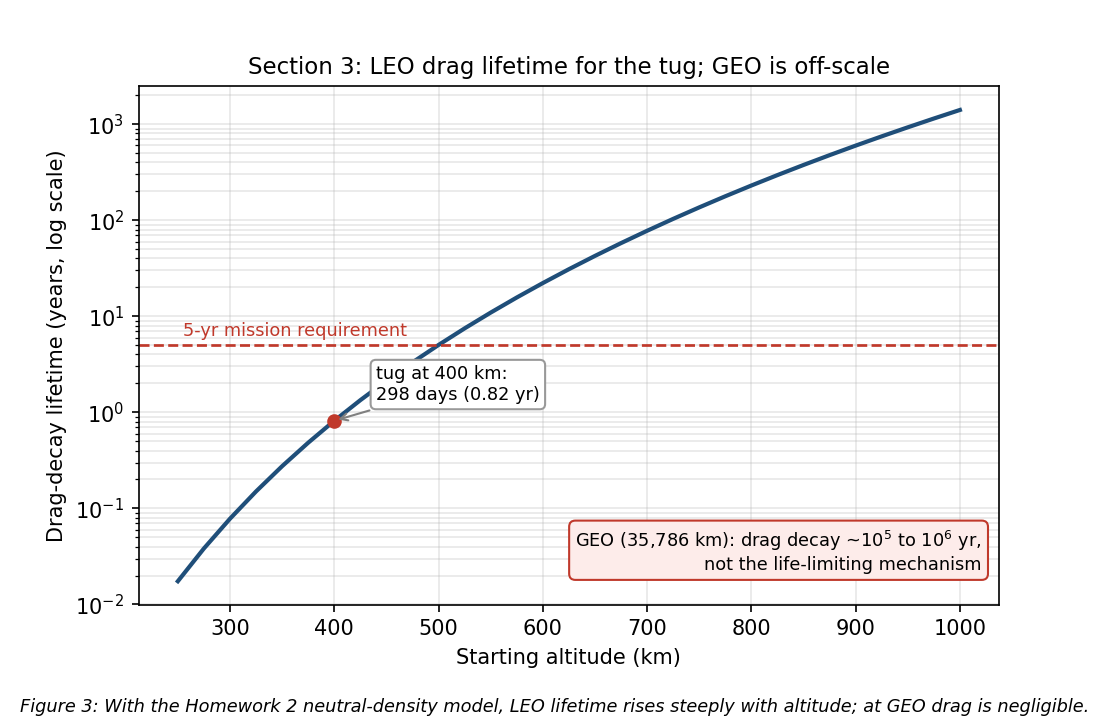 Section 3: LEO drag lifetime for the tug; GEO is off-scale
Drag-decay lifetime (years, log scale)
10³
10²
10¹
10⁰
10⁻¹
10⁻²
5-yr mission requirement
tug at 400 km:
298 days (0.82 yr)
GEO (35,786 km): drag decay ~10⁵ to 10⁶ yr,
not the life-limiting mechanism
300 400 500 600 700 800 900 1000
Starting altitude (km)
Figure 3: With the Homework 2 neutral-density model, LEO lifetime rises steeply with altitude; at GEO drag is negligible.